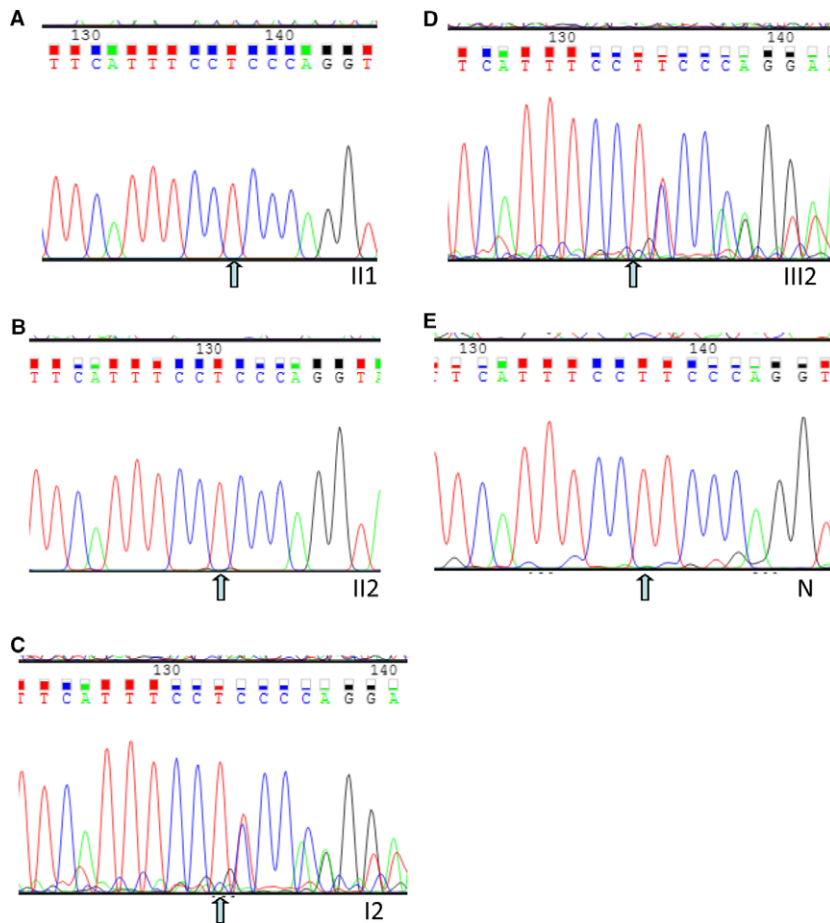 A
130 140
T T C A T T T C C T C C C A G G T
II1
B
130
T T C A T T T C C T C C C A G G T A
II2
C
130 140
T T C A T T T C C T C C C C A G G A
I2
D
130 140
T C A T T T C C T T C C C A G G A A
III2
E
130 140
T T C A T T T C C T T C C C A G G T
N